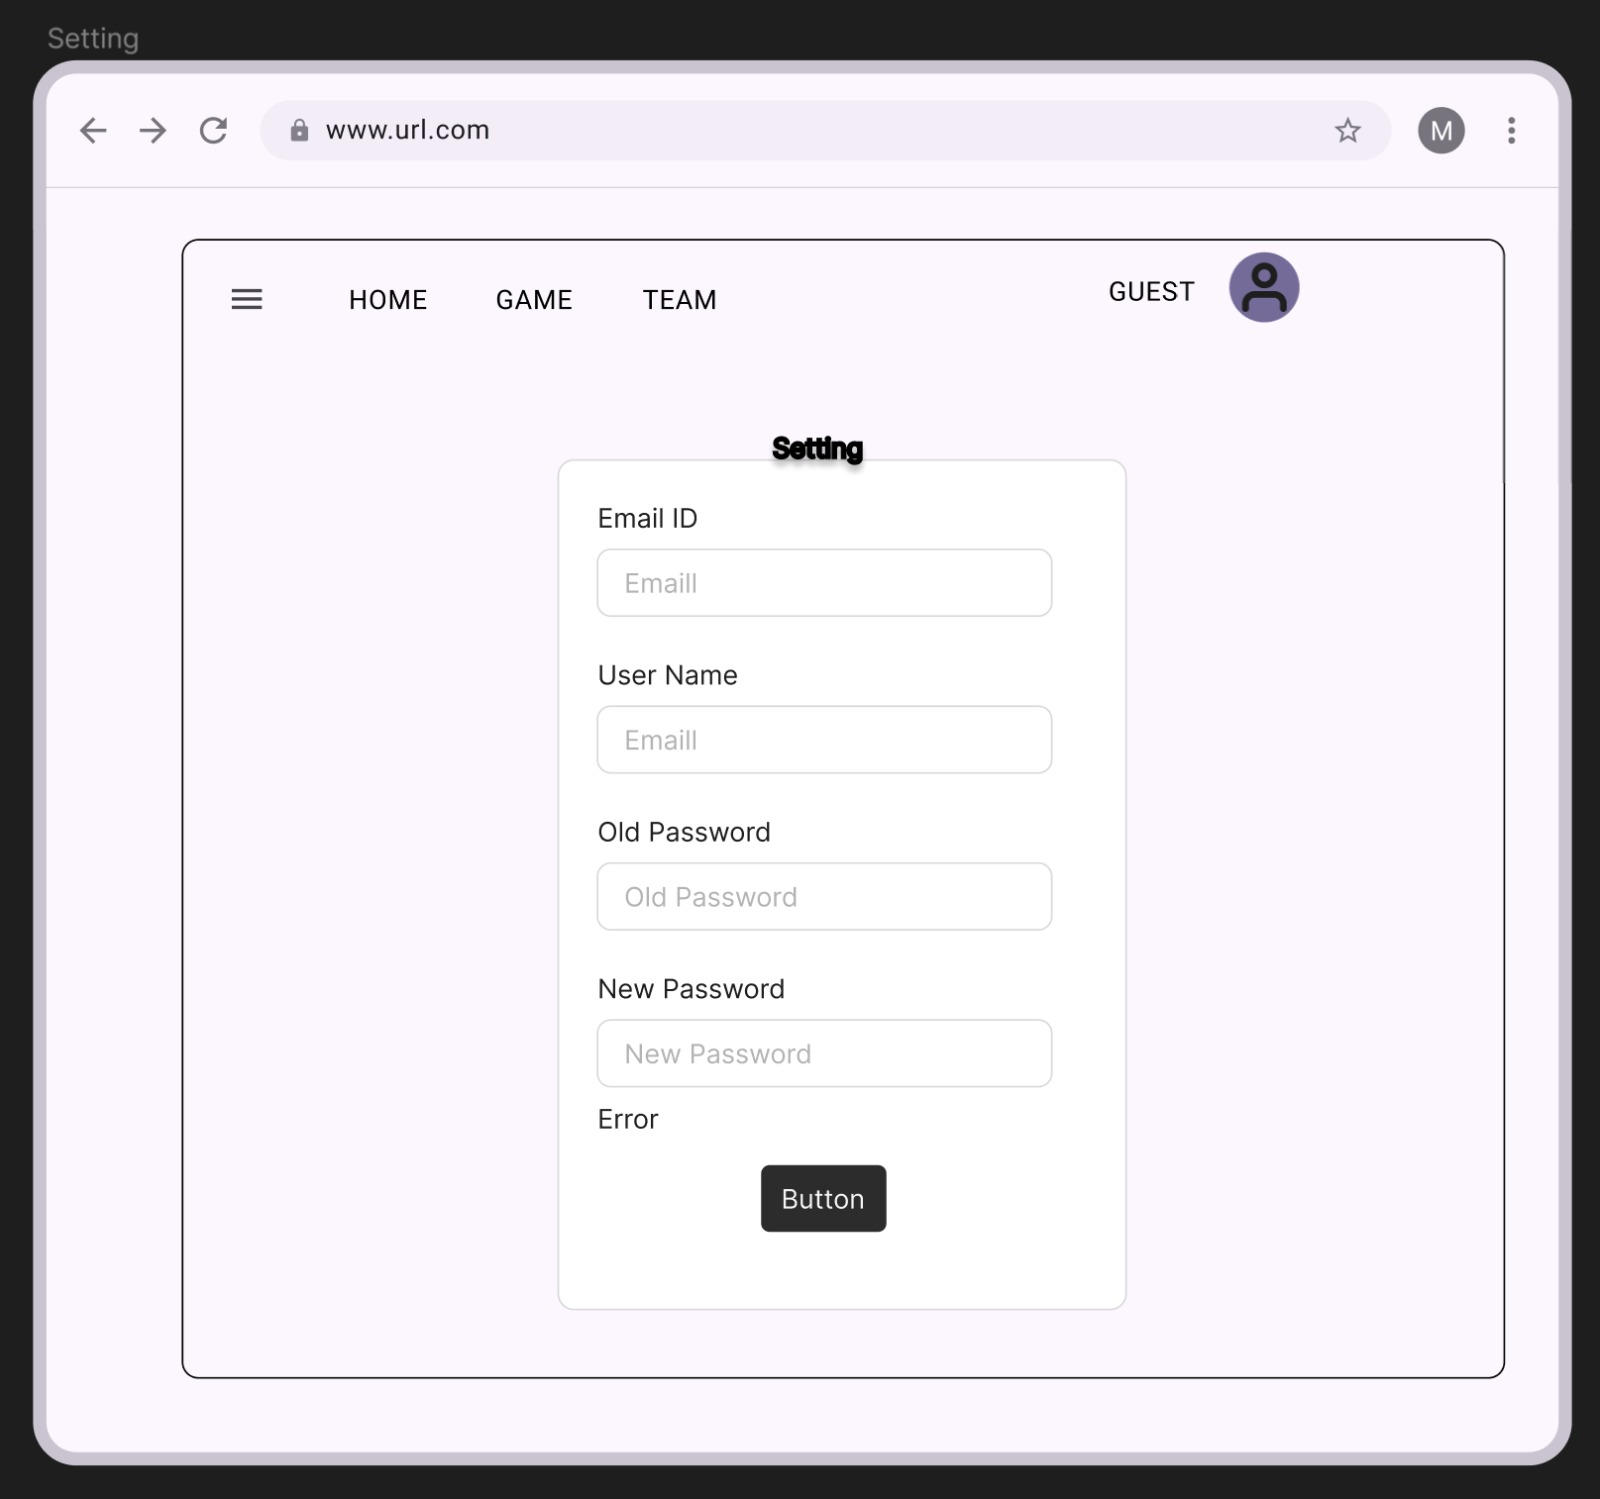 Setting
www.url.com
M
HOME GAME TEAM
GUEST
Setting
Email ID
Emaill
User Name
Emaill
Old Password
Old Password
New Password
New Password
Error
Button